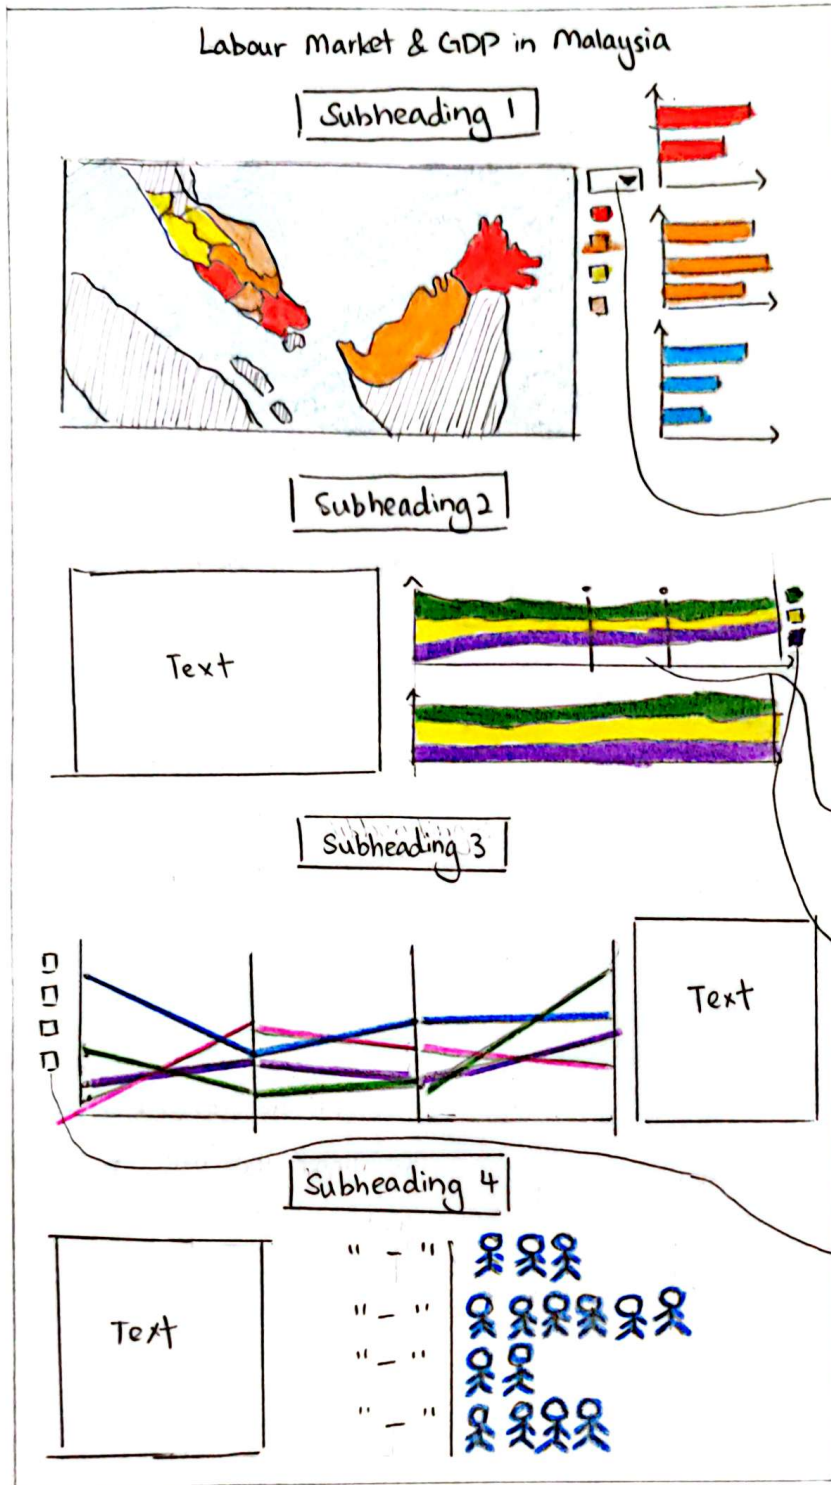 Labour Market & GDP in Malaysia
Subheading 1
Subheading 2
Text
Subheading 3
Text
Subheading 4
Text
" - "
" - "
" - "
" - "